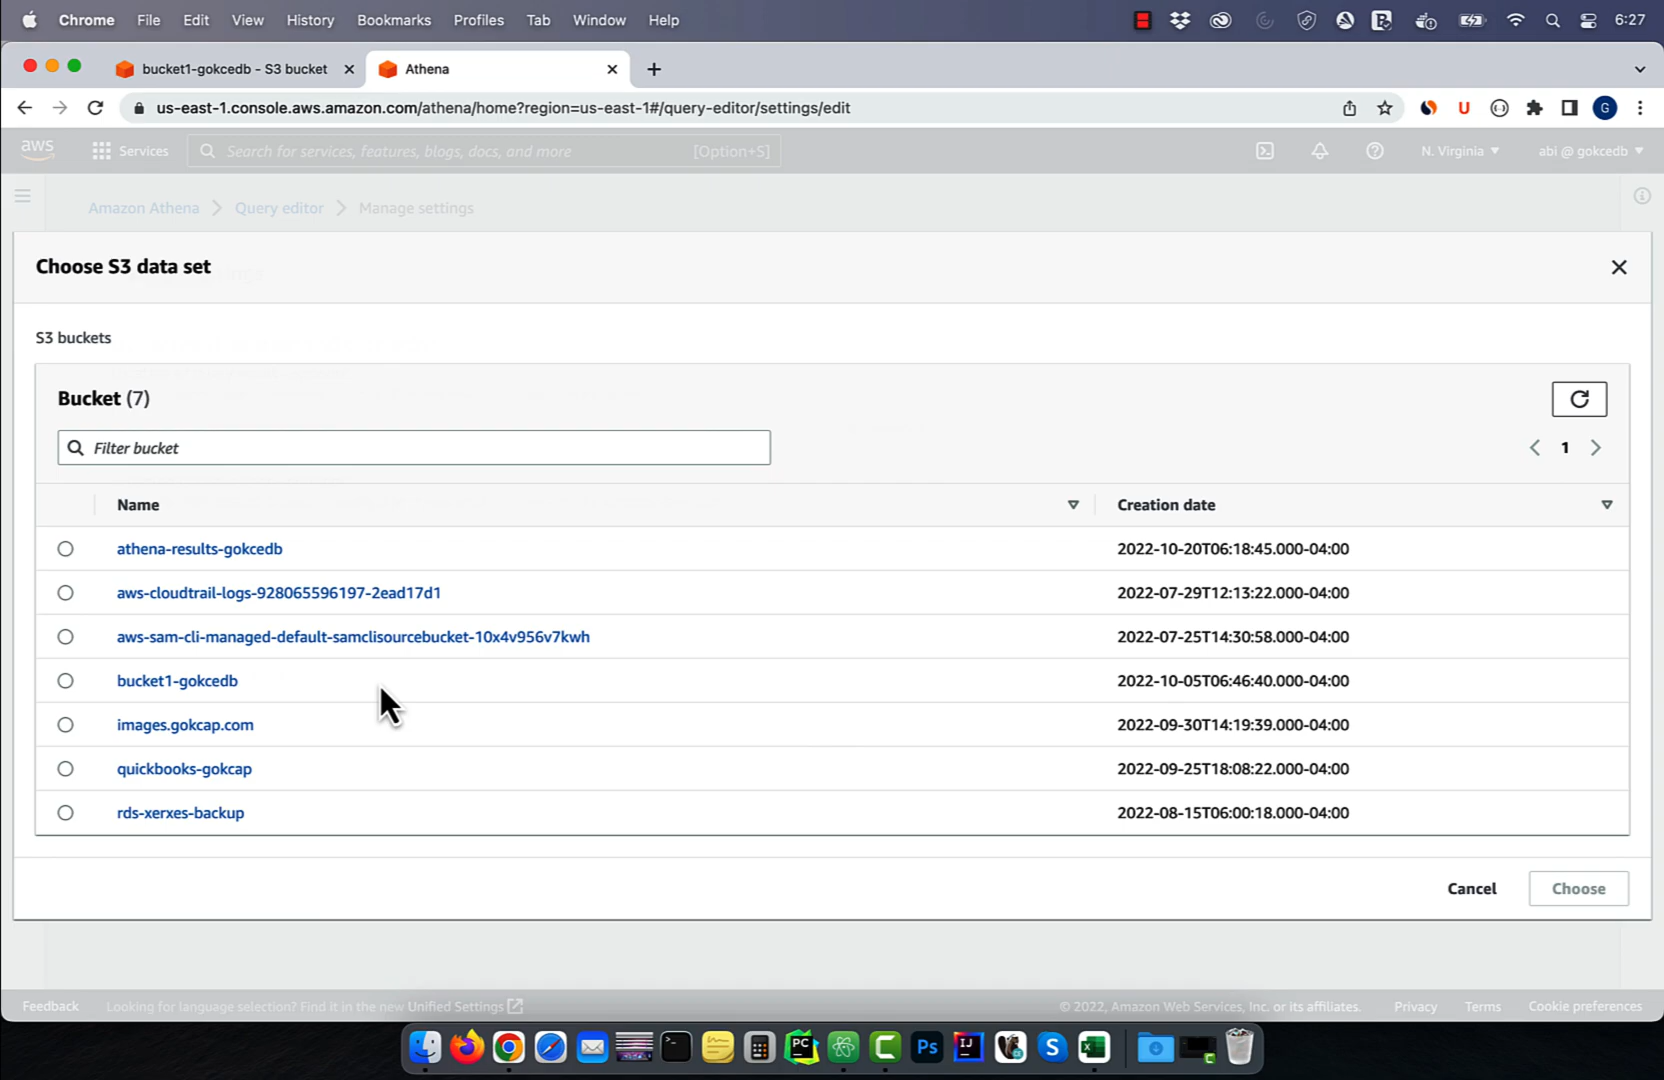 Chrome File Edit View History Bookmarks Profiles Tab Window Help 6:27
bucket1-gokcedb - S3 bucket Athena
us-east-1.console.aws.amazon.com/athena/home?region=us-east-1#/query-editor/settings/edit G
aws Services Search for services, features, blogs, docs, and more [Option+S] N. Virginia abi @ gokcedb
Amazon Athena Query editor Manage settings
Choose S3 data set
S3 buckets
Bucket (7)
Filter bucket 1
Name Creation date
athena-results-gokcedb 2022-10-20T06:18:45.000-04:00
aws-cloudtrail-logs-928065596197-2ead17d1 2022-07-29T12:13:22.000-04:00
aws-sam-cli-managed-default-samclisourcebucket-10x4v956v7kwh 2022-07-25T14:30:58.000-04:00
bucket1-gokcedb 2022-10-05T06:46:40.000-04:00
images.gokcap.com 2022-09-30T14:19:39.000-04:00
quickbooks-gokcap 2022-09-25T18:08:22.000-04:00
rds-xerxes-backup 2022-08-15T06:00:18.000-04:00
Cancel Choose
Feedback Looking for language selection? Find it in the new Unified Settings © 2022, Amazon Web Services, Inc. or its affiliates. Privacy Terms Cookie preferences
PC Ps IJ